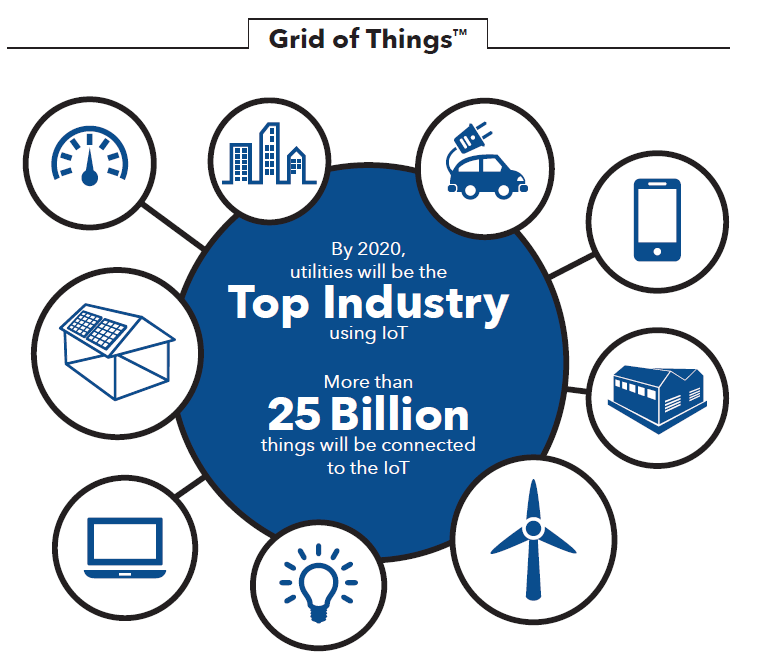 Grid of Things™
By 2020,
utilities will be the
Top Industry
using IoT
More than
25 Billion
things will be connected
to the IoT